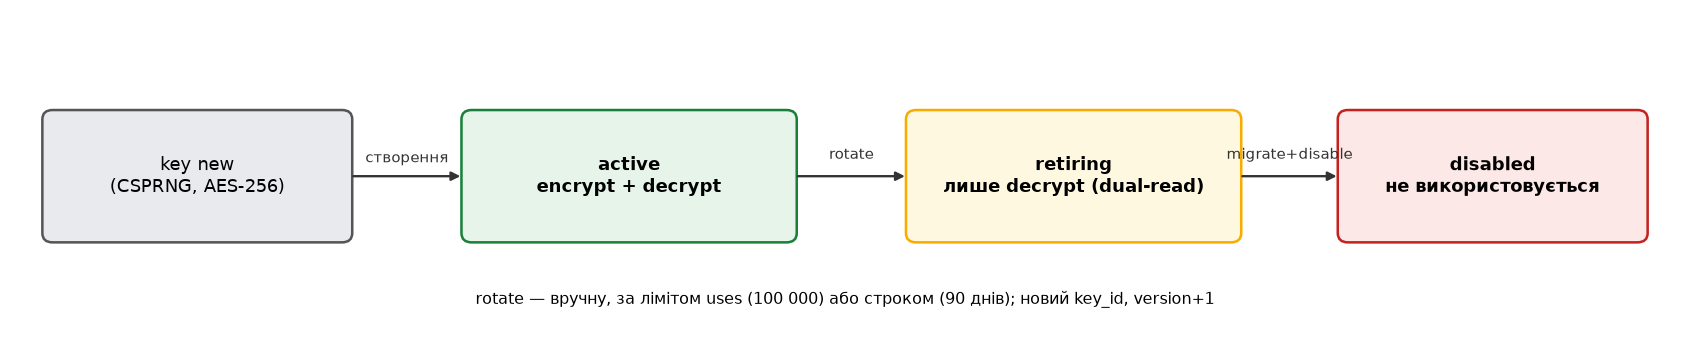 key new
(CSPRNG, AES-256)
створення
active
encrypt + decrypt
rotate
retiring
лише decrypt (dual-read)
migrate+disable
disabled
не використовується
rotate — вручну, за лімітом uses (100 000) або строком (90 днів); новий key_id, version+1